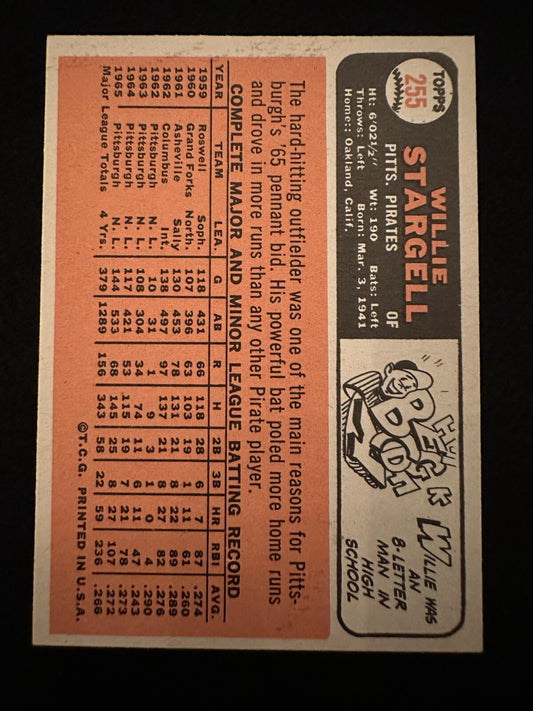 TOPPS
255
WILLIE
STARGELL
PITTS. PIRATES OF
Ht: 6'02½" Wt: 190 Bats: Left
Throws: Left Born: Mar. 3, 1941
Home:: Oakland, Calif.
WILLIE WAS
AN
8-LETTER
MAN IN
HIGH
SCHOOL
The hard-hitting outfielder was one of the main reasons for Pitts-
burgh's '65 pennant bid. His powerful bat poled more home runs
and drove in more runs than any other Pirate player.
COMPLETE MAJOR AND MINOR LEAGUE BATTING RECORD
YEAR TEAM LEA. G AB R H 2B 3B HR RBI AVG.
1959 Roswell Soph. 118 431 66 118 28 6 7 87 .274
1960 Grand Forks North. 107 396 63 103 19 1 11 61 .260
1961 Asheville Sally 130 453 78 131 21 8 22 89 .289
1962 Columbus Int. 138 497 97 137 21 8 27 82 .276
1962 Pittsburgh N. L. 10 31 1 9 3 1 0 4 .290
1963 Pittsburgh N. L. 108 304 34 74 11 6 11 47 .243
1964 Pittsburgh N. L. 117 421 53 115 19 7 21 78 .273
1965 Pittsburgh N. L. 144 533 68 145 25 8 27 107 .272
Major League Totals 4 Yrs. 379 1289 156 343 58 22 59 236 .266
©T.C.G. PRINTED IN U.S.A.